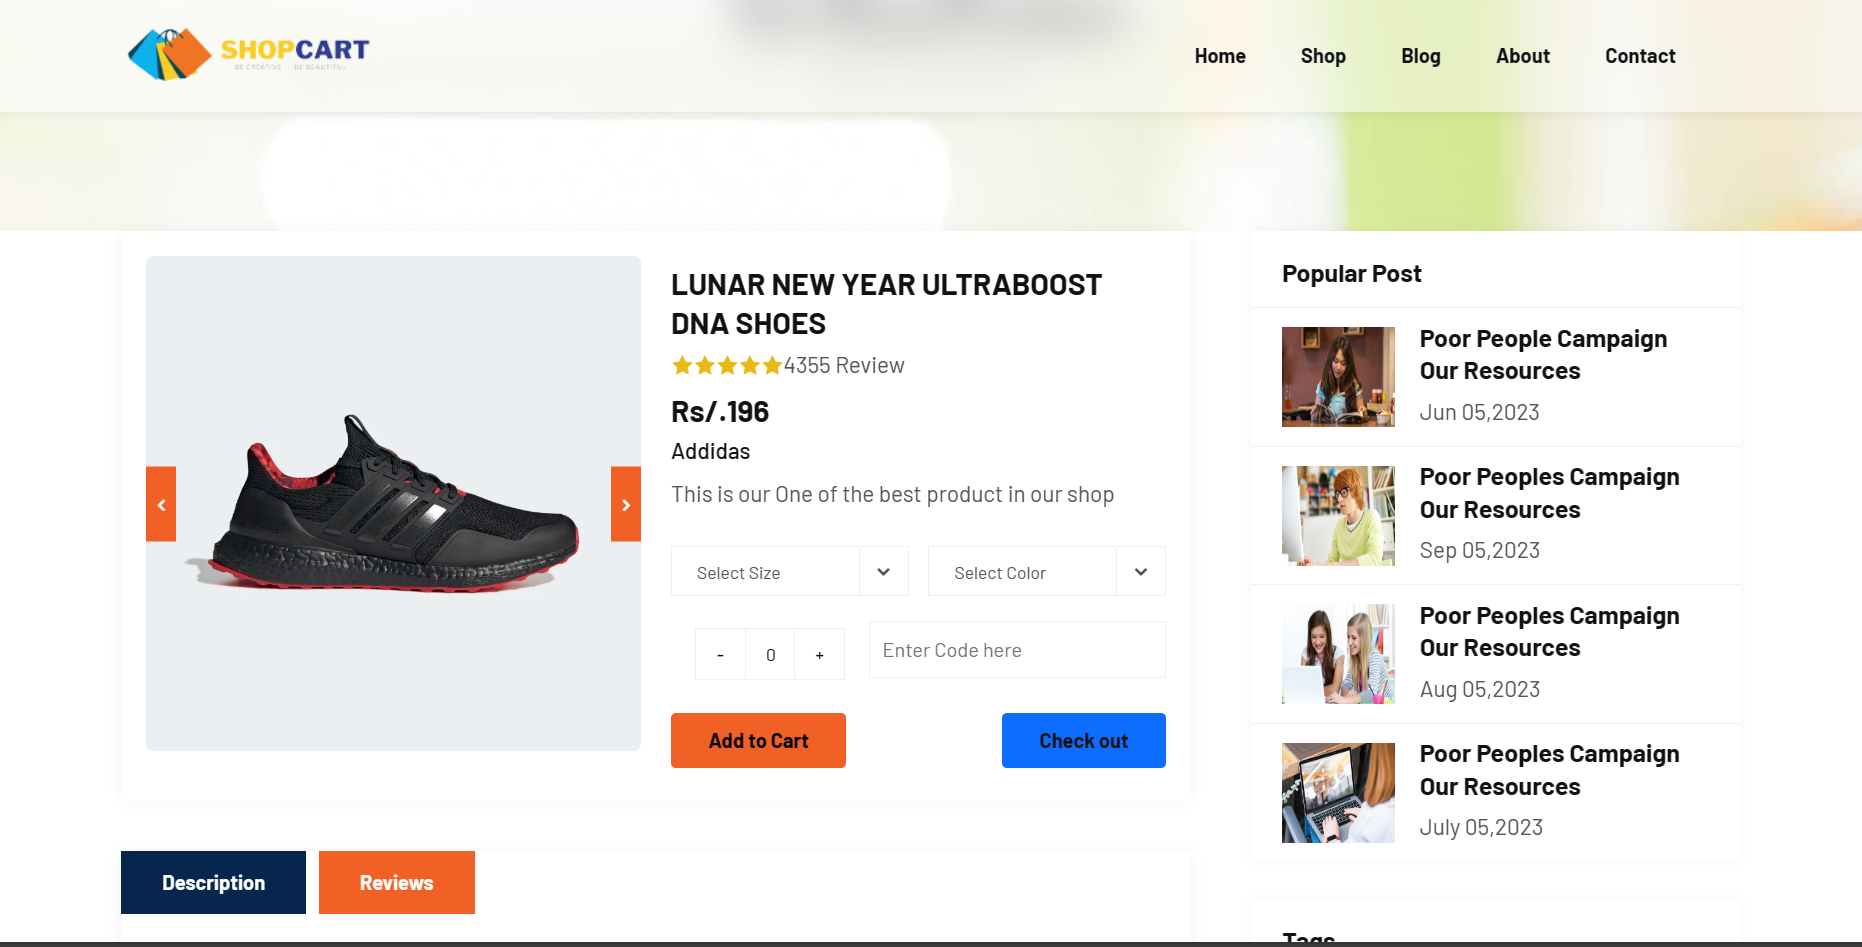 SHOPCART
BE CREATIVE BE BEAUTIFUL
Home
Shop
Blog
About
Contact
LUNAR NEW YEAR ULTRABOOST
DNA SHOES
4355 Review
Rs/.196
Addidas
This is our One of the best product in our shop
Select Size
Select Color
- 0 +
Enter Code here
Add to Cart
Check out
Description
Reviews
Popular Post
Poor People Campaign
Our Resources
Jun 05,2023
Poor Peoples Campaign
Our Resources
Sep 05,2023
Poor Peoples Campaign
Our Resources
Aug 05,2023
Poor Peoples Campaign
Our Resources
July 05,2023
Tags